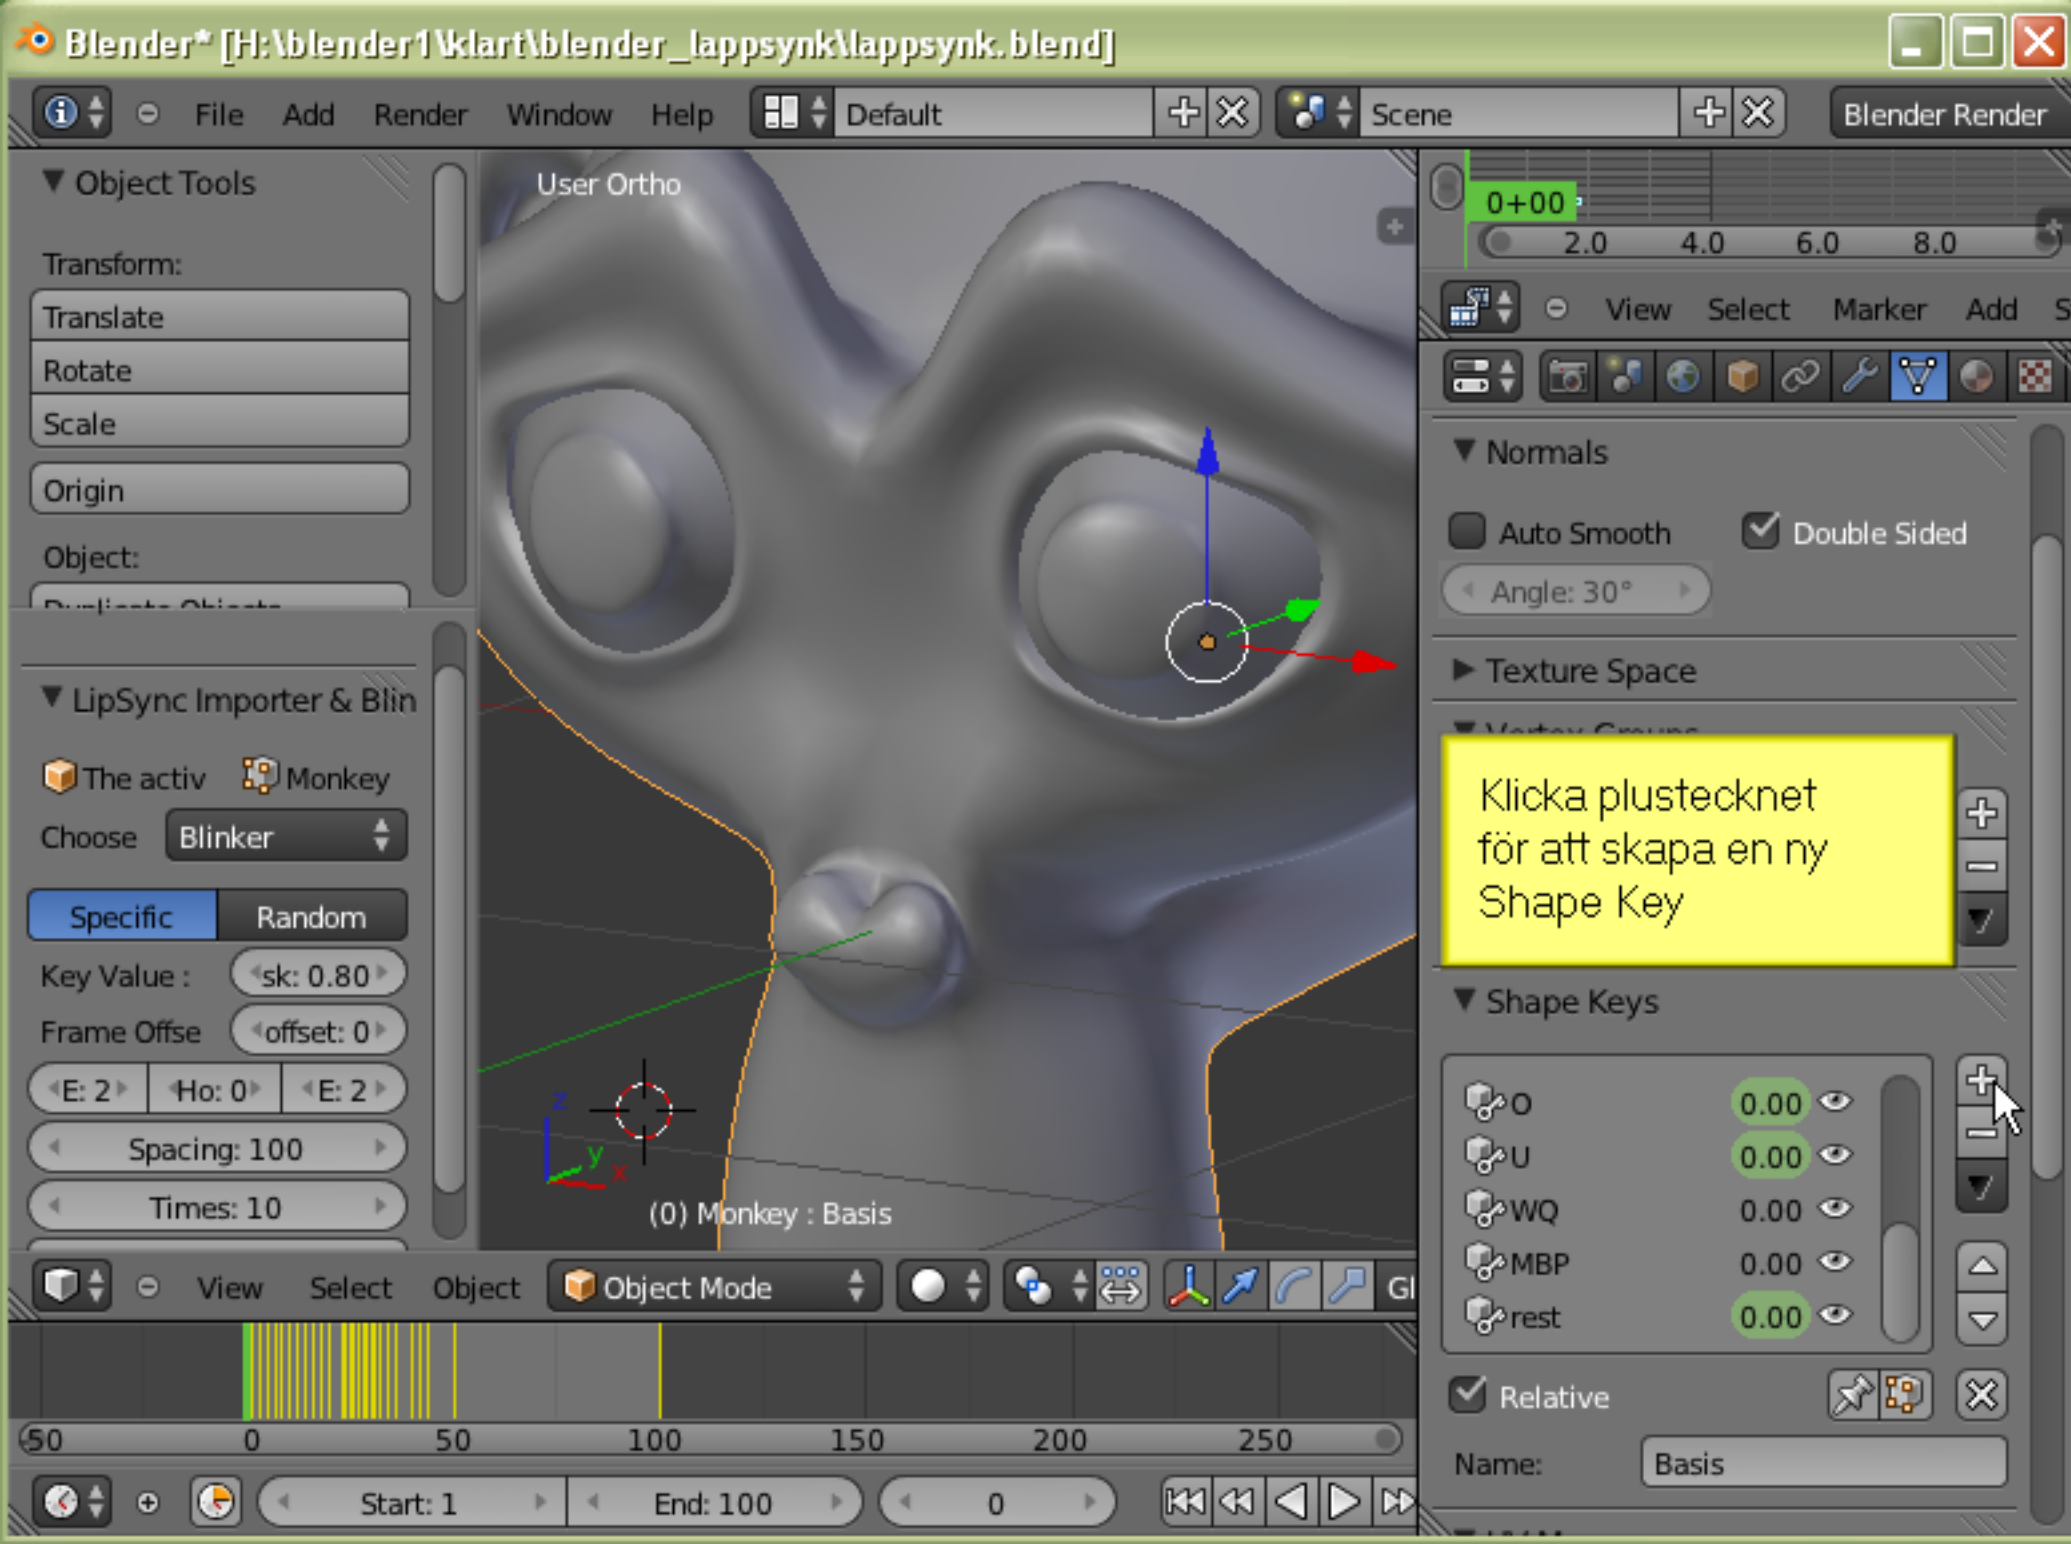 Blender* [H:\blender1\klart\blender_lappsynk\lappsynk.blend]
File Add Render Window Help Default Scene Blender Render
Object Tools
Transform:
Translate
Rotate
Scale
Origin
Object:
Duplicate Objects
LipSync Importer & Blin
The activ Monkey
Choose Blinker
Specific Random
Key Value : sk: 0.80
Frame Offse offset: 0
E: 2 Ho: 0 E: 2
Spacing: 100
Times: 10
User Ortho
z
y
x
(0) Monkey : Basis
View Select Object Object Mode Gl
-50 0 50 100 150 200 250
Start: 1 End: 100 0
0+00
2.0 4.0 6.0 8.0
View Select Marker Add S
Normals
Auto Smooth Double Sided
Angle: 30°
Texture Space
Vertex Groups
Klicka plustecknet
för att skapa en ny
Shape Key
Shape Keys
O 0.00
U 0.00
WQ 0.00
MBP 0.00
rest 0.00
Relative
Name: Basis